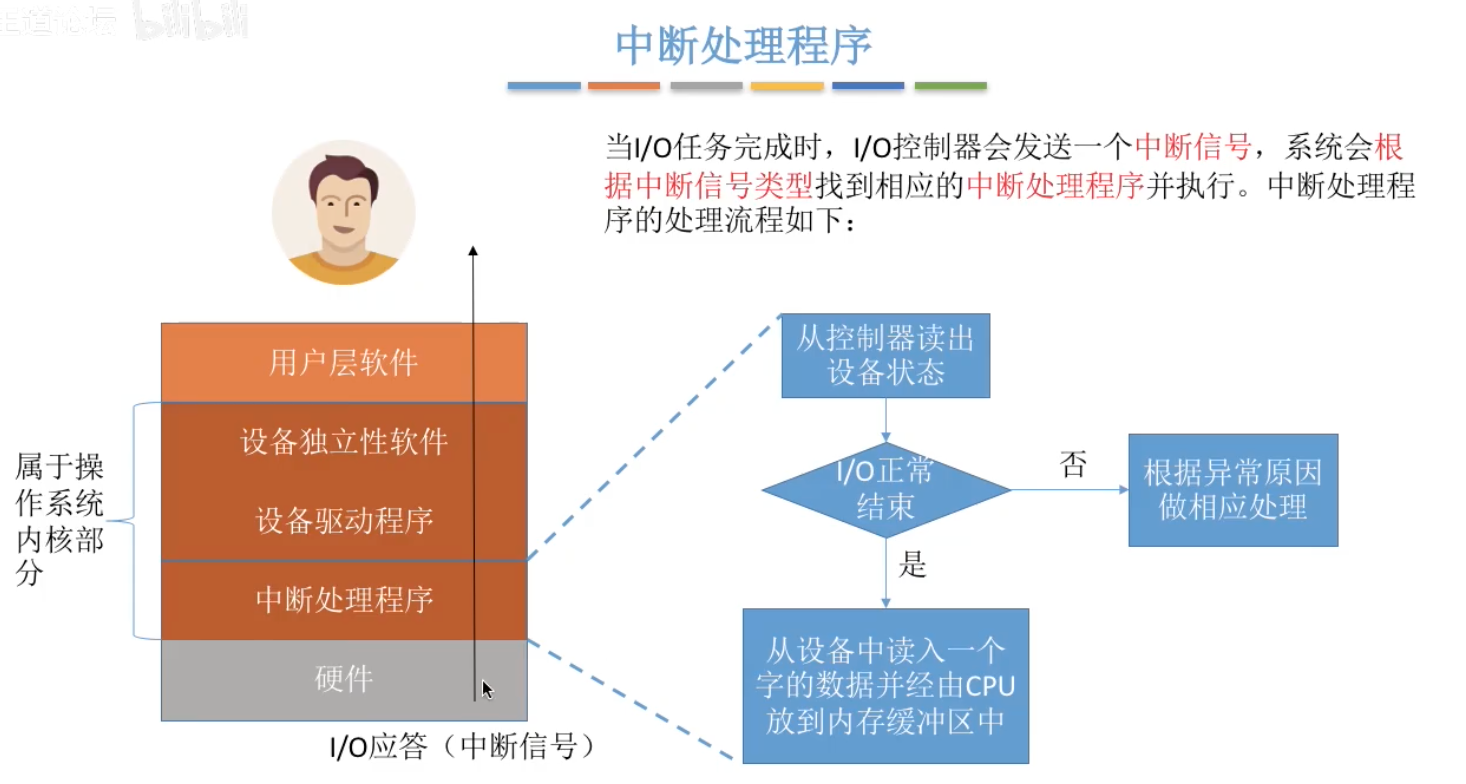 王道论坛 bilibili
中断处理程序
当I/O任务完成时，I/O控制器会发送一个中断信号，系统会根
据中断信号类型找到相应的中断处理程序并执行。中断处理程
序的处理流程如下：
用户层软件
设备独立性软件
设备驱动程序
中断处理程序
硬件
属于操
作系统
内核部
分
I/O应答（中断信号）
从控制器读出
设备状态
I/O正常
结束
否
根据异常原因
做相应处理
是
从设备中读入一个
字的数据并经由CPU
放到内存缓冲区中